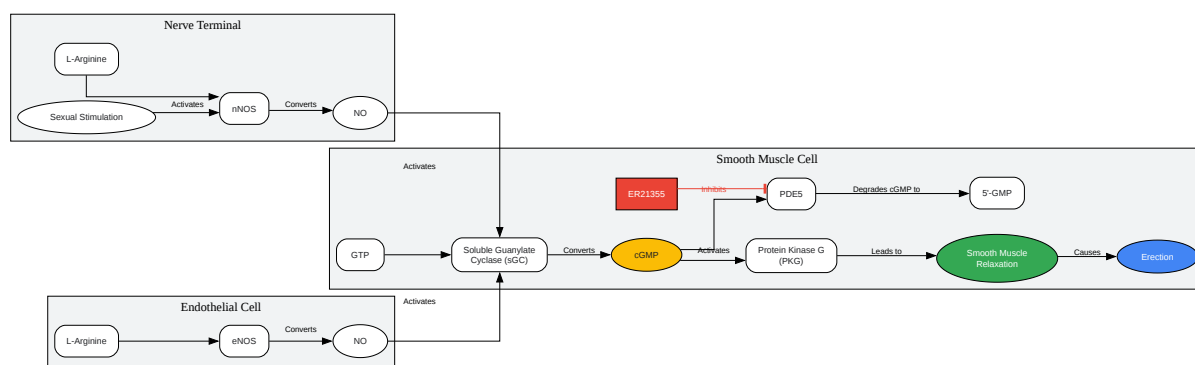 Nerve Terminal
L-Arginine
Sexual Stimulation
Activates
nNOS
Converts
NO
Activates
Smooth Muscle Cell
ER21355
Inhibits
PDE5
Degrades cGMP to
5'-GMP
GTP
Soluble Guanylate
Cyclase (sGC)
Converts
cGMP
Activates
Protein Kinase G
(PKG)
Leads to
Smooth Muscle
Relaxation
Causes
Erection
Activates
Endothelial Cell
L-Arginine
eNOS
Converts
NO